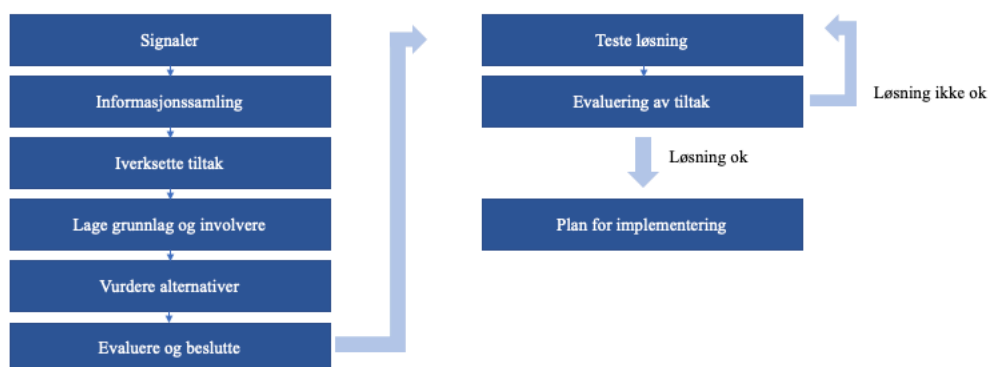 Signaler
Informasjonssamling
Iverksette tiltak
Lage grunnlag og involvere
Vurdere alternativer
Evaluere og beslutte
Teste løsning
Evaluering av tiltak
Løsning ikke ok
Løsning ok
Plan for implementering